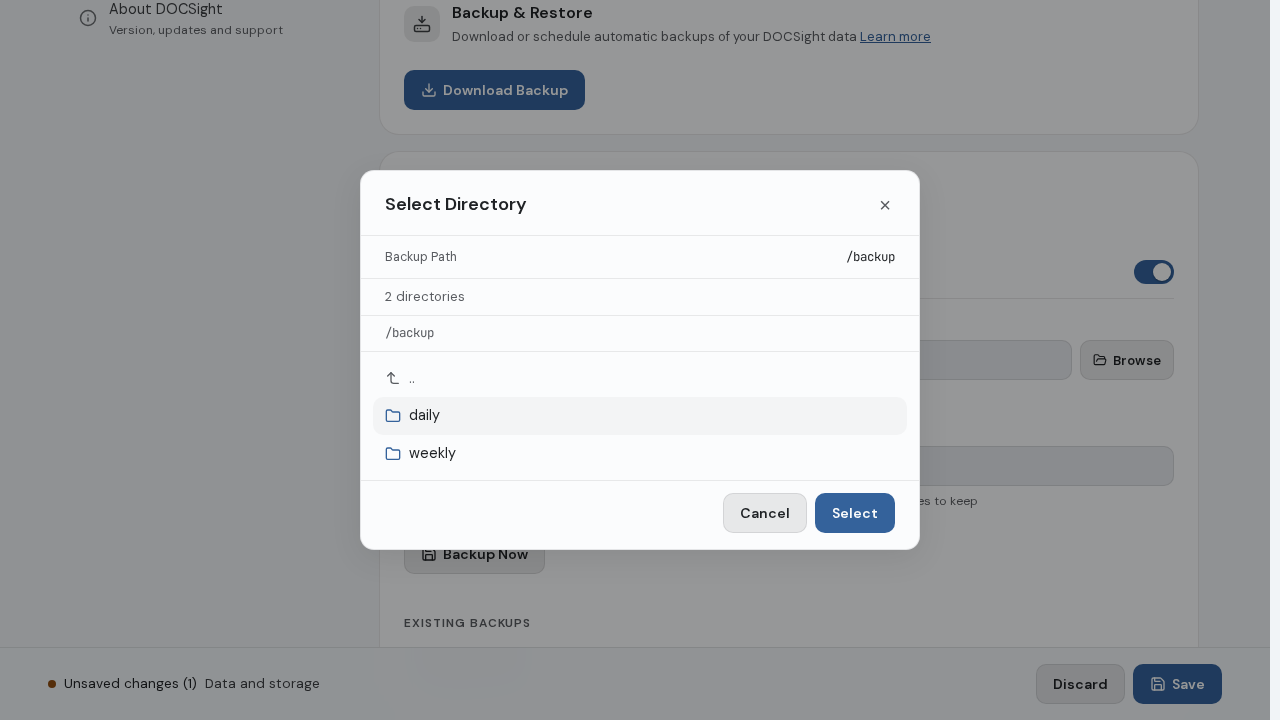 About DOCSight
Version, updates and support
Backup & Restore
Download or schedule automatic backups of your DOCSight data Learn more
Download Backup
Select Directory
Backup Path
/backup
2 directories
/backup
..
daily
weekly
Cancel
Select
Browse
es to keep
Backup Now
EXISTING BACKUPS
Unsaved changes (1) Data and storage
Discard
Save